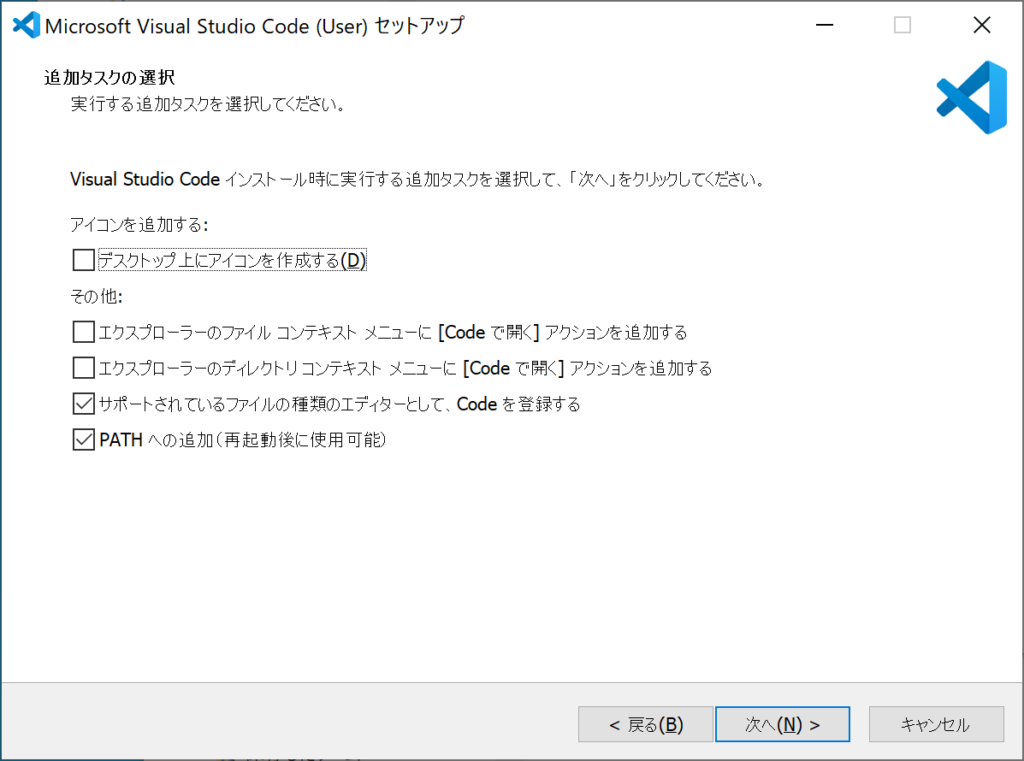 Microsoft Visual Studio Code (User) セットアップ
追加タスクの選択
実行する追加タスクを選択してください。
Visual Studio Code インストール時に実行する追加タスクを選択して、「次へ」をクリックしてください。
アイコンを追加する:
デスクトップ上にアイコンを作成する(D)
その他:
エクスプローラーのファイル コンテキスト メニューに [Code で開く] アクションを追加する
エクスプローラーのディレクトリ コンテキスト メニューに [Code で開く] アクションを追加する
サポートされているファイルの種類のエディターとして、Code を登録する
PATH への追加（再起動後に使用可能）
< 戻る(B)
次へ(N) >
キャンセル